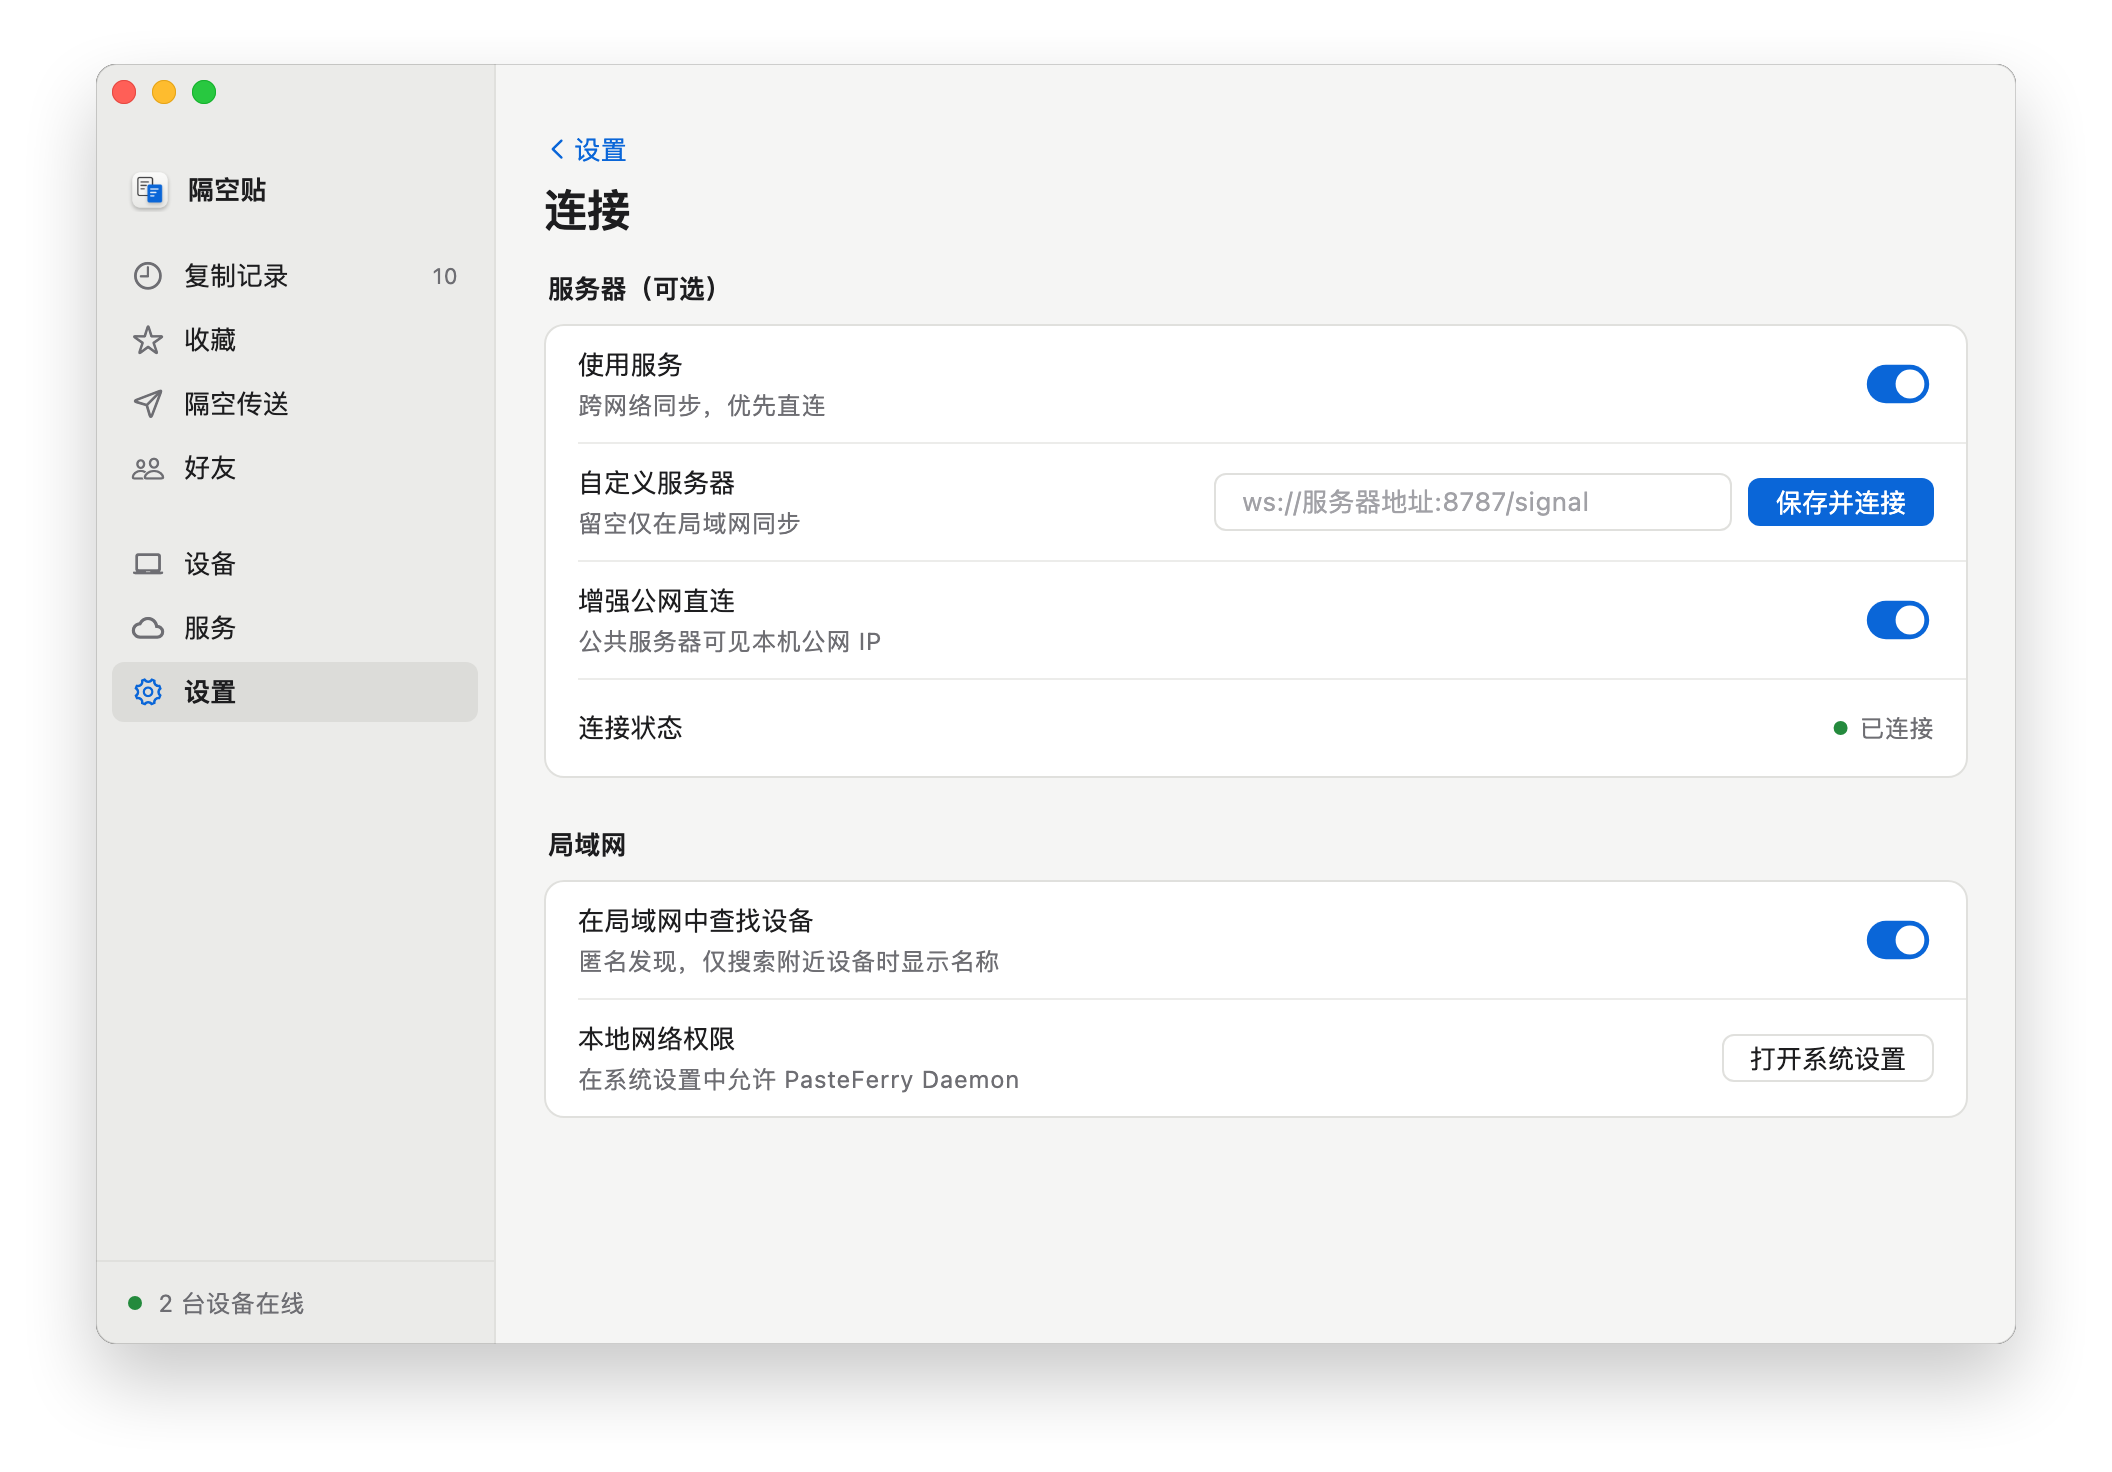 隔空贴
复制记录 10
收藏
隔空传送
好友
设备
服务
设置
2 台设备在线
设置
连接
服务器（可选）
使用服务
跨网络同步，优先直连
自定义服务器
留空仅在局域网同步
ws://服务器地址:8787/signal
保存并连接
增强公网直连
公共服务器可见本机公网 IP
连接状态
已连接
局域网
在局域网中查找设备
匿名发现，仅搜索附近设备时显示名称
本地网络权限
在系统设置中允许 PasteFerry Daemon
打开系统设置